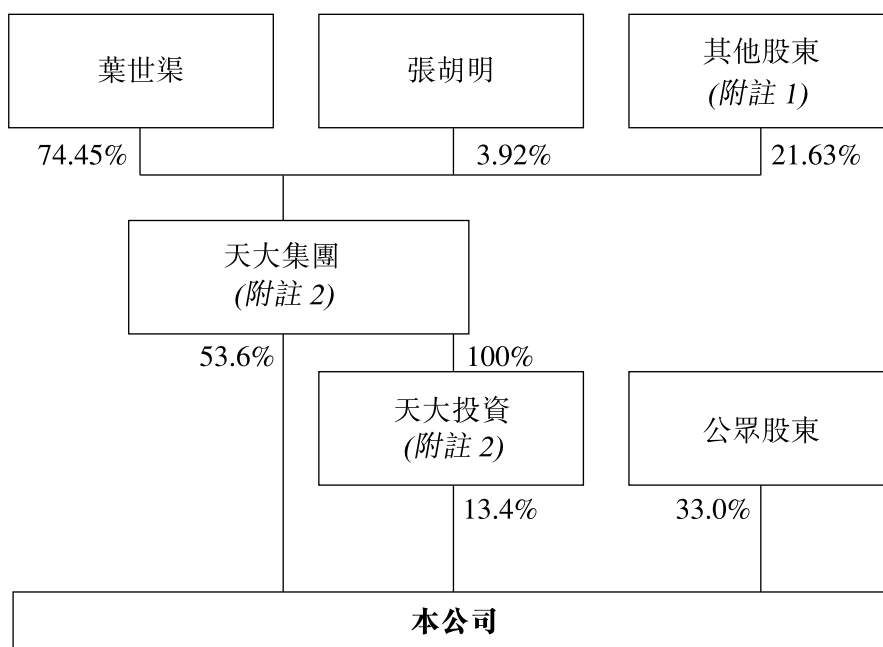 葉世渠
張胡明
其他股東
(附註 1)
74.45%
3.92%
21.63%
天大集團
(附註 2)
53.6%
100%
天大投資
(附註 2)
公眾股東
13.4%
33.0%
本公司